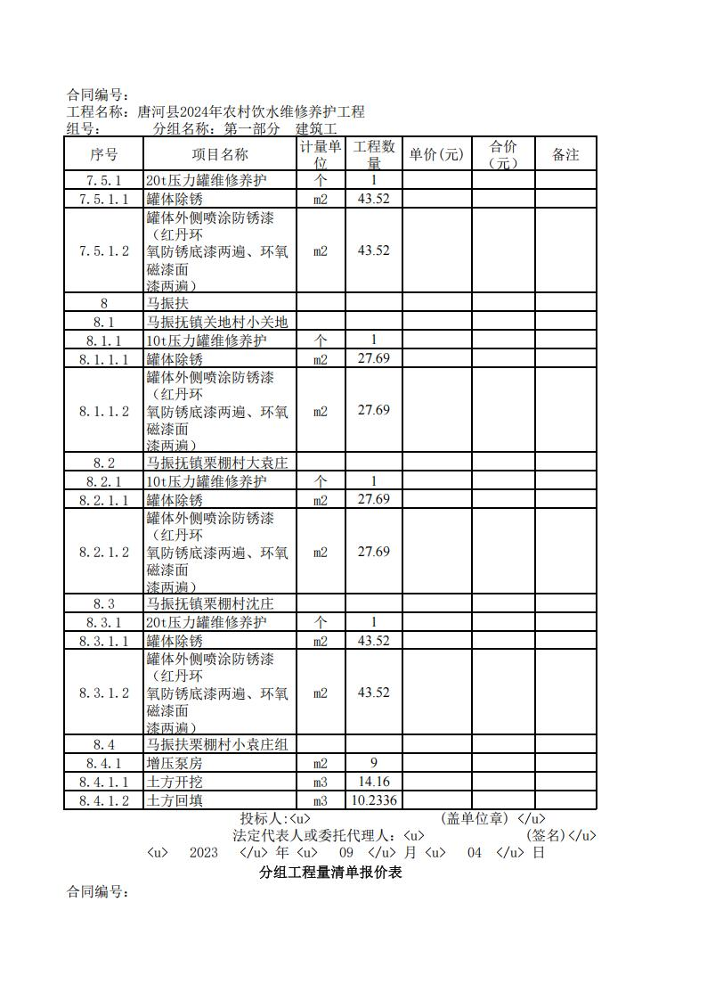 合同编号：
工程名称：唐河县2024年农村饮水维修养护工程
组号：　　　分组名称：第一部分　建筑工
序号 项目名称 计量单位 工程数量 单价(元) 合价（元） 备注
7.5.1 20t压力罐维修养护 个 1
7.5.1.1 罐体除锈 m2 43.52
罐体外侧喷涂防锈漆
（红丹环
7.5.1.2 氧防锈底漆两遍、环氧 m2 43.52
磁漆面
漆两遍）
8 马振扶
8.1 马振抚镇关地村小关地
8.1.1 10t压力罐维修养护 个 1
8.1.1.1 罐体除锈 m2 27.69
罐体外侧喷涂防锈漆
（红丹环
8.1.1.2 氧防锈底漆两遍、环氧 m2 27.69
磁漆面
漆两遍）
8.2 马振抚镇栗棚村大袁庄
8.2.1 10t压力罐维修养护 个 1
8.2.1.1 罐体除锈 m2 27.69
罐体外侧喷涂防锈漆
（红丹环
8.2.1.2 氧防锈底漆两遍、环氧 m2 27.69
磁漆面
漆两遍）
8.3 马振抚镇栗棚村沈庄
8.3.1 20t压力罐维修养护 个 1
8.3.1.1 罐体除锈 m2 43.52
罐体外侧喷涂防锈漆
（红丹环
8.3.1.2 氧防锈底漆两遍、环氧 m2 43.52
磁漆面
漆两遍）
8.4 马振扶栗棚村小袁庄组
8.4.1 增压泵房 m2 9
8.4.1.1 土方开挖 m3 14.16
8.4.1.2 土方回填 m3 10.2336
投标人:<u>　　　(盖单位章) </u>
法定代表人或委托代理人：<u>　　　(签名)</u>
<u>　2023　</u> 年 <u>　09　</u> 月 <u>　04　</u> 日
分组工程量清单报价表
合同编号：